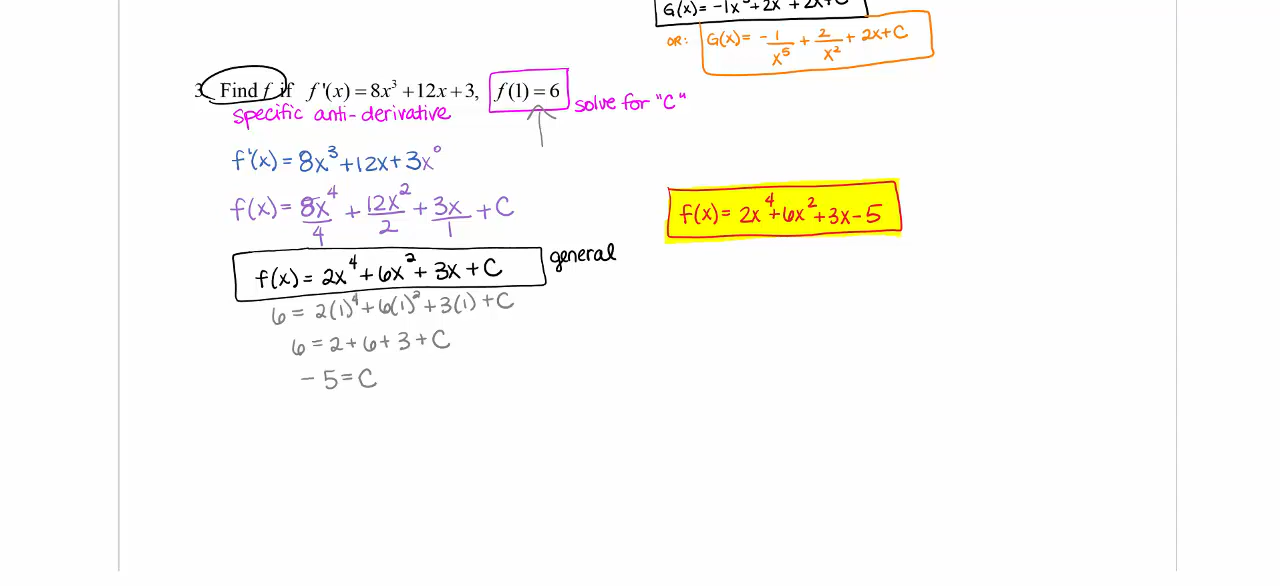 G(x) = -1x⁻⁵ + 2x⁻² + 2x + C
OR: G(x) = -1/x⁵ + 2/x² + 2x + C
3. Find f if f'(x) = 8x³ + 12x + 3, f(1) = 6 solve for "C"
specific anti-derivative
f'(x) = 8x³ + 12x + 3x⁰
f(x) = 8x⁴/4 + 12x²/2 + 3x/1 + C
f(x) = 2x⁴ + 6x² + 3x - 5
f(x) = 2x⁴ + 6x² + 3x + C general
6 = 2(1)⁴ + 6(1)² + 3(1) + C
6 = 2 + 6 + 3 + C
-5 = C